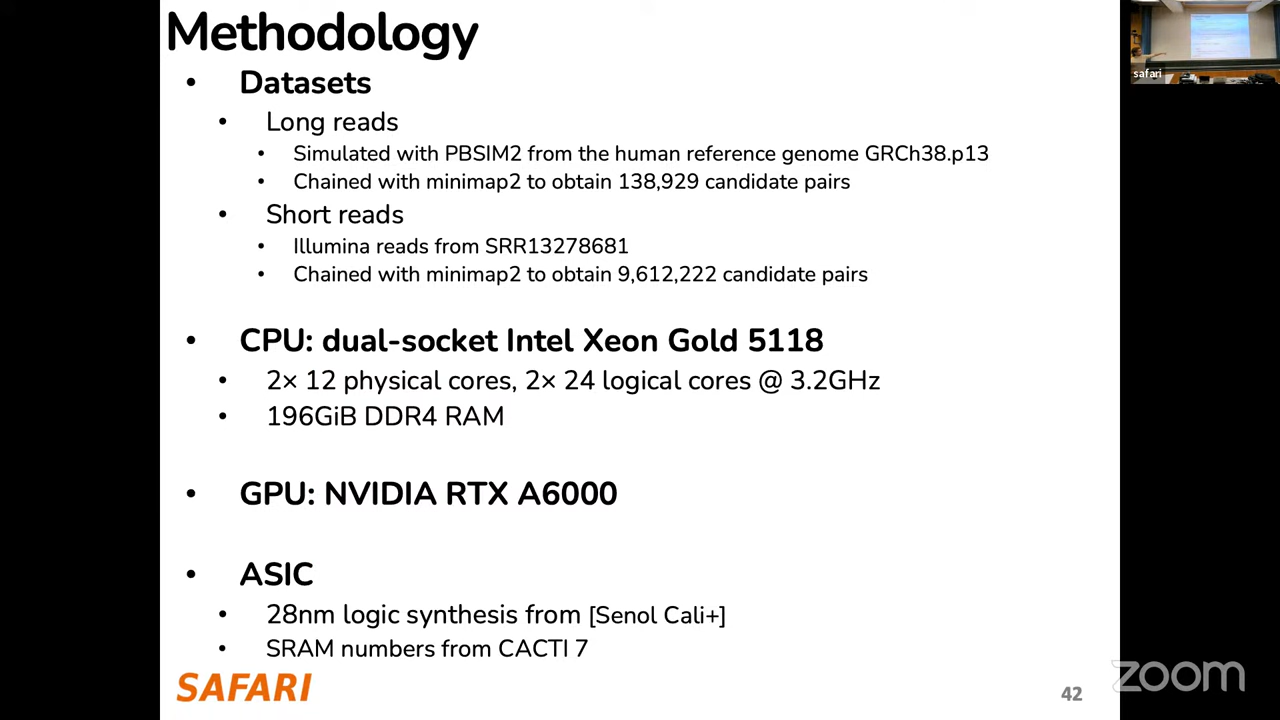 Methodology
• Datasets
• Long reads
• Simulated with PBSIM2 from the human reference genome GRCh38.p13
• Chained with minimap2 to obtain 138,929 candidate pairs
• Short reads
• Illumina reads from SRR13278681
• Chained with minimap2 to obtain 9,612,222 candidate pairs
• CPU: dual-socket Intel Xeon Gold 5118
• 2× 12 physical cores, 2× 24 logical cores @ 3.2GHz
• 196GiB DDR4 RAM
• GPU: NVIDIA RTX A6000
• ASIC
• 28nm logic synthesis from [Senol Cali+]
• SRAM numbers from CACTI 7
SAFARI
42
safari
zoom